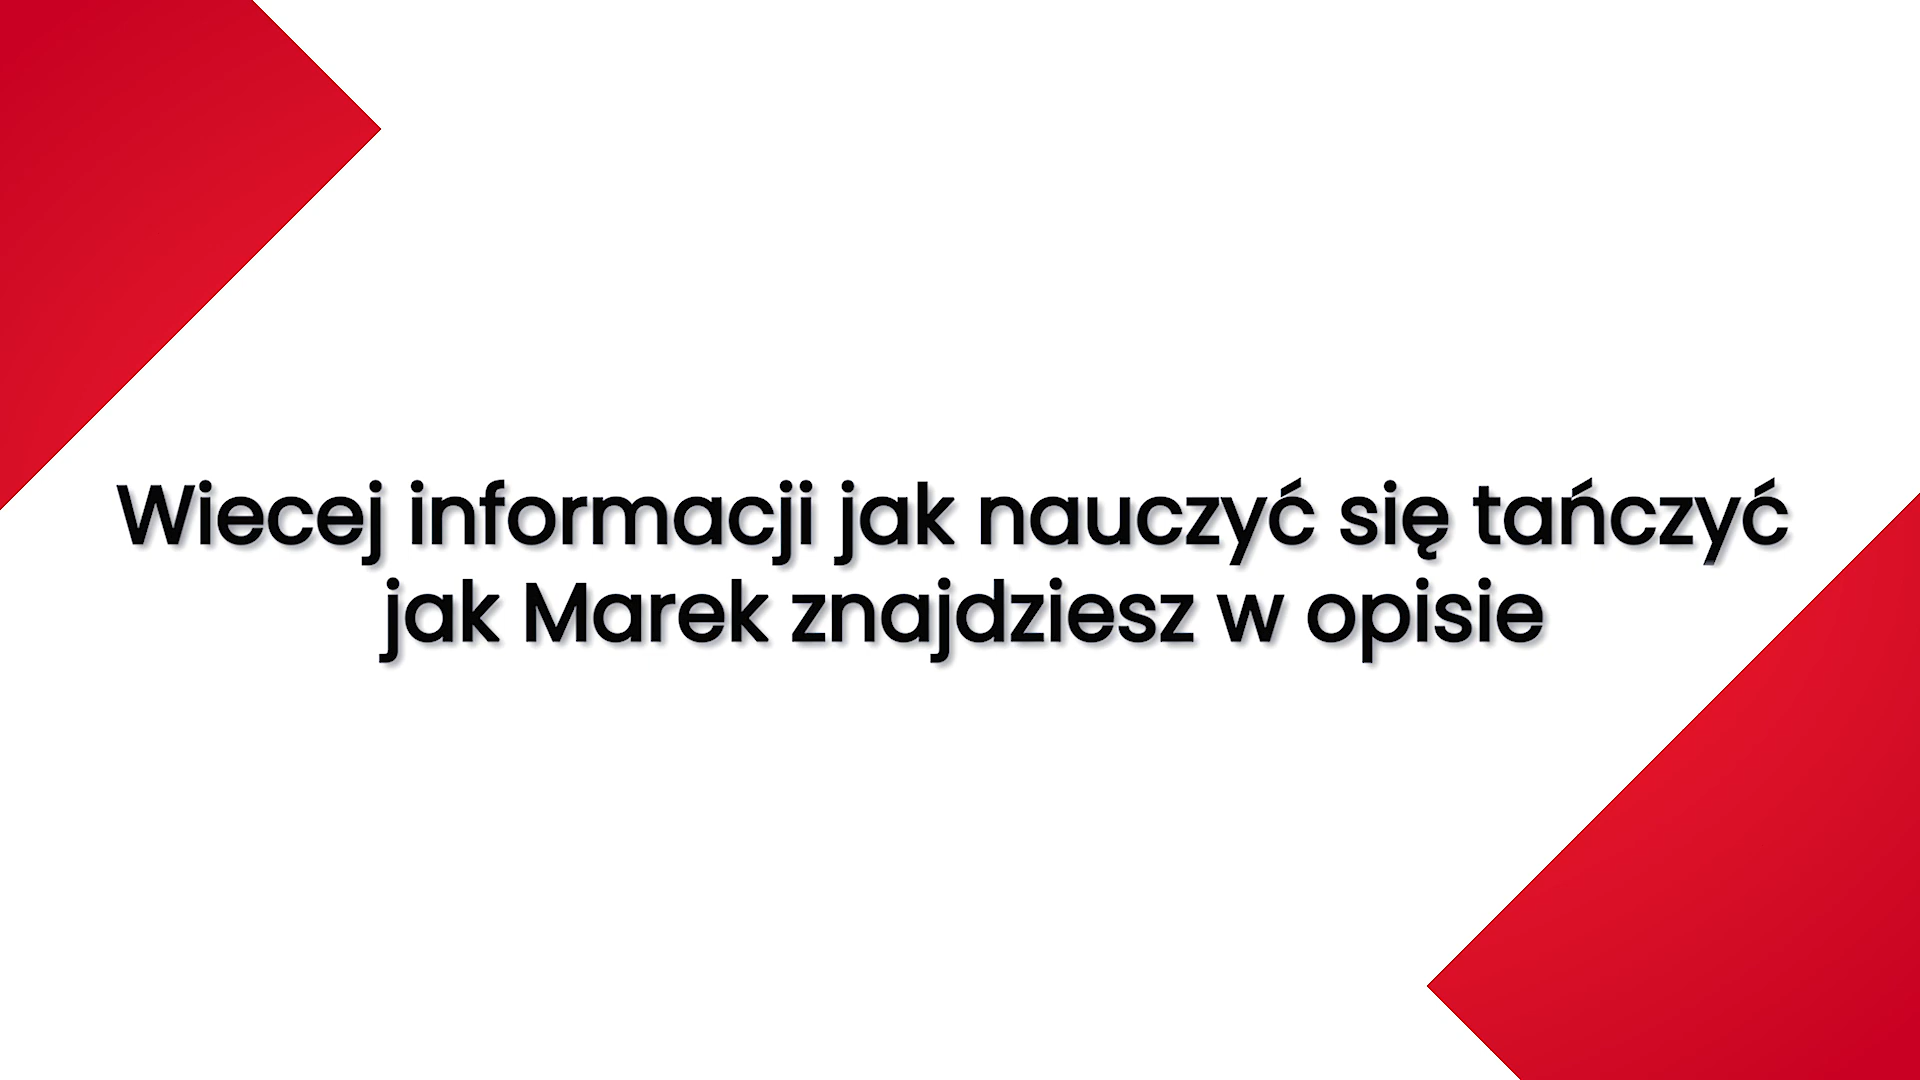 Wiecej informacji jak nauczyć się tańczyć
jak Marek znajdziesz w opisie